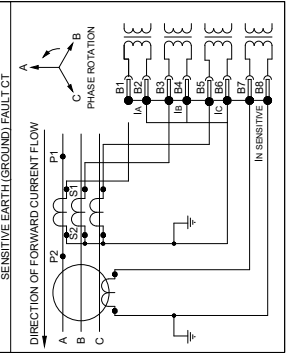 SENSITIVE EARTH (GROUND) FAULT CT
DIRECTION OF FORWARD CURRENT FLOW
A
B
C
PHASE ROTATION
P2
P1
A
B
C
S2
S1
B1
IA
B2
B3
IB
B4
B5
IC
B6
B7
IN SENSITIVE
B8